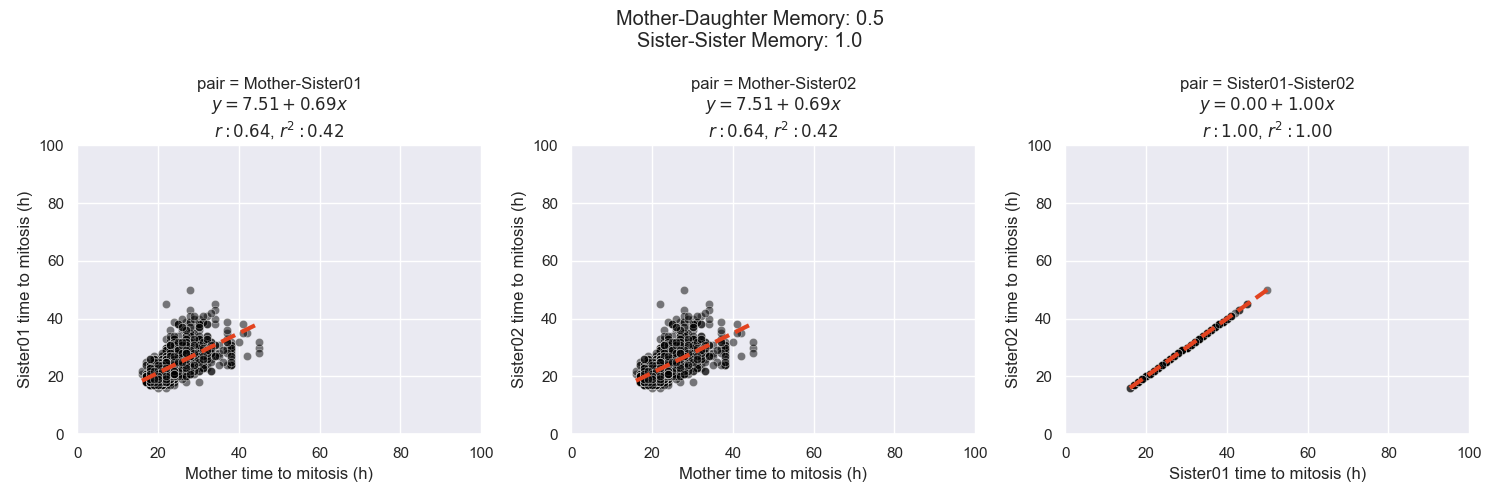 Mother-Daughter Memory: 0.5
Sister-Sister Memory: 1.0
pair = Mother-Sister01
y = 7.51 + 0.69x
r : 0.64, r² : 0.42
100
80
60
40
20
0
Sister01 time to mitosis (h)
0 20 40 60 80 100
Mother time to mitosis (h)
pair = Mother-Sister02
y = 7.51 + 0.69x
r : 0.64, r² : 0.42
100
80
60
40
20
0
Sister02 time to mitosis (h)
0 20 40 60 80 100
Mother time to mitosis (h)
pair = Sister01-Sister02
y = 0.00 + 1.00x
r : 1.00, r² : 1.00
100
80
60
40
20
0
Sister02 time to mitosis (h)
0 20 40 60 80 100
Sister01 time to mitosis (h)